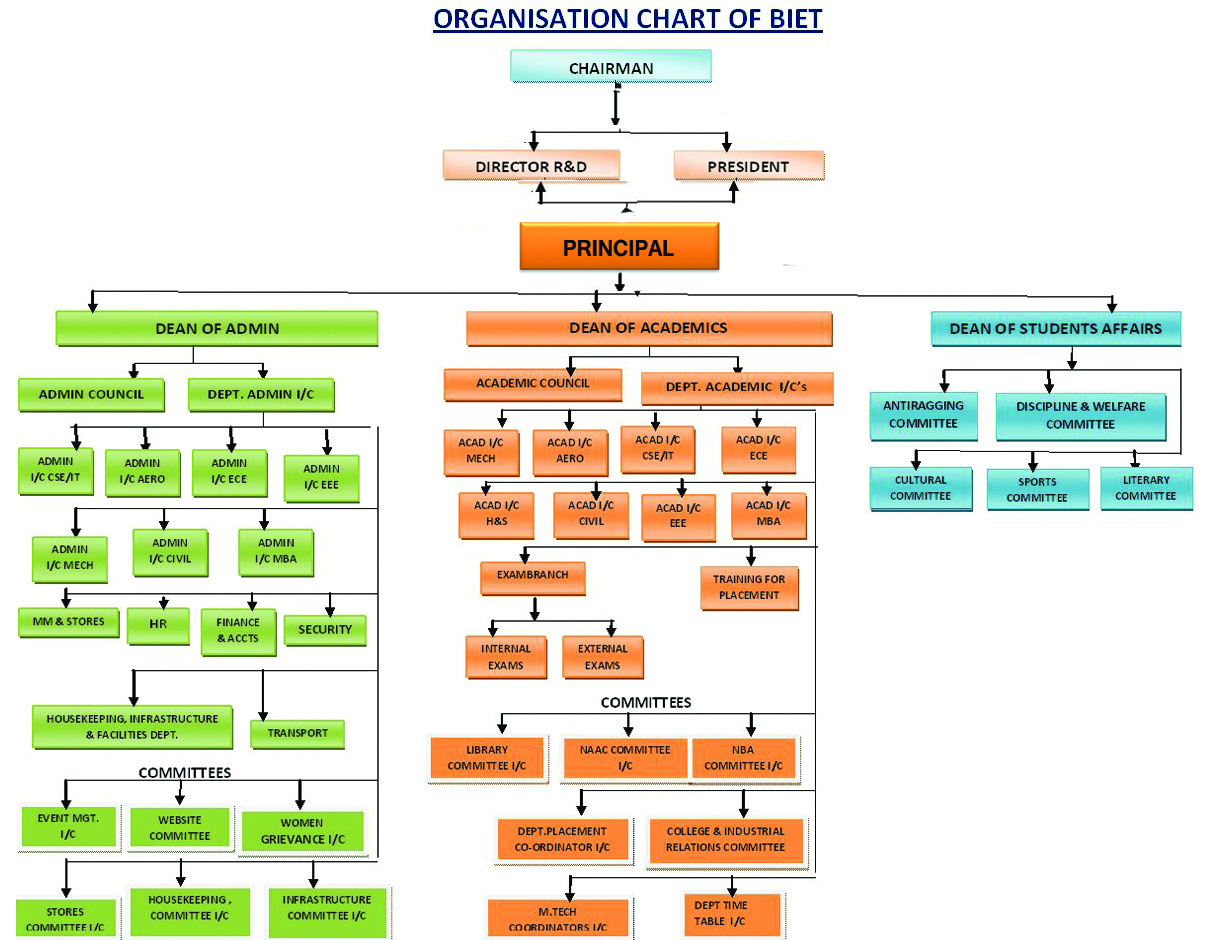 ORGANISATION CHART OF BIET
CHAIRMAN
DIRECTOR R&D
PRESIDENT
PRINCIPAL
DEAN OF ADMIN
ADMIN COUNCIL
DEPT. ADMIN I/C
ADMIN
I/C CSE/IT
ADMIN
I/C AERO
ADMIN
I/C ECE
ADMIN
I/C EEE
ADMIN
I/C MECH
ADMIN
I/C CIVIL
ADMIN
I/C MBA
MM & STORES
HR
FINANCE
& ACCTS
SECURITY
HOUSEKEEPING, INFRASTRUCTURE
& FACILITIES DEPT.
TRANSPORT
COMMITTEES
EVENT MGT.
I/C
WEBSITE
COMMITTEE
WOMEN
GRIEVANCE I/C
STORES
COMMITTEE I/C
HOUSEKEEPING ,
COMMITTEE I/C
INFRASTRUCTURE
COMMITTEE I/C
DEAN OF ACADEMICS
ACADEMIC COUNCIL
DEPT. ACADEMIC I/C's
ACAD I/C
MECH
ACAD I/C
AERO
ACAD I/C
CSE/IT
ACAD I/C
ECE
ACAD I/C
H&S
ACAD I/C
CIVIL
ACAD I/C
EEE
ACAD I/C
MBA
EXAMBRANCH
TRAINING FOR
PLACEMENT
INTERNAL
EXAMS
EXTERNAL
EXAMS
COMMITTEES
LIBRARY
COMMITTEE I/C
NAAC COMMITTEE
I/C
NBA
COMMITTEE I/C
DEPT.PLACEMENT
CO-ORDINATOR I/C
COLLEGE & INDUSTRIAL
RELATIONS COMMITTEE
M.TECH
COORDINATORS I/C
DEPT TIME
TABLE I/C
DEAN OF STUDENTS AFFAIRS
ANTIRAGGING
COMMITTEE
DISCIPLINE & WELFARE
COMMITTEE
CULTURAL
COMMITTEE
SPORTS
COMMITTEE
LITERARY
COMMITTEE